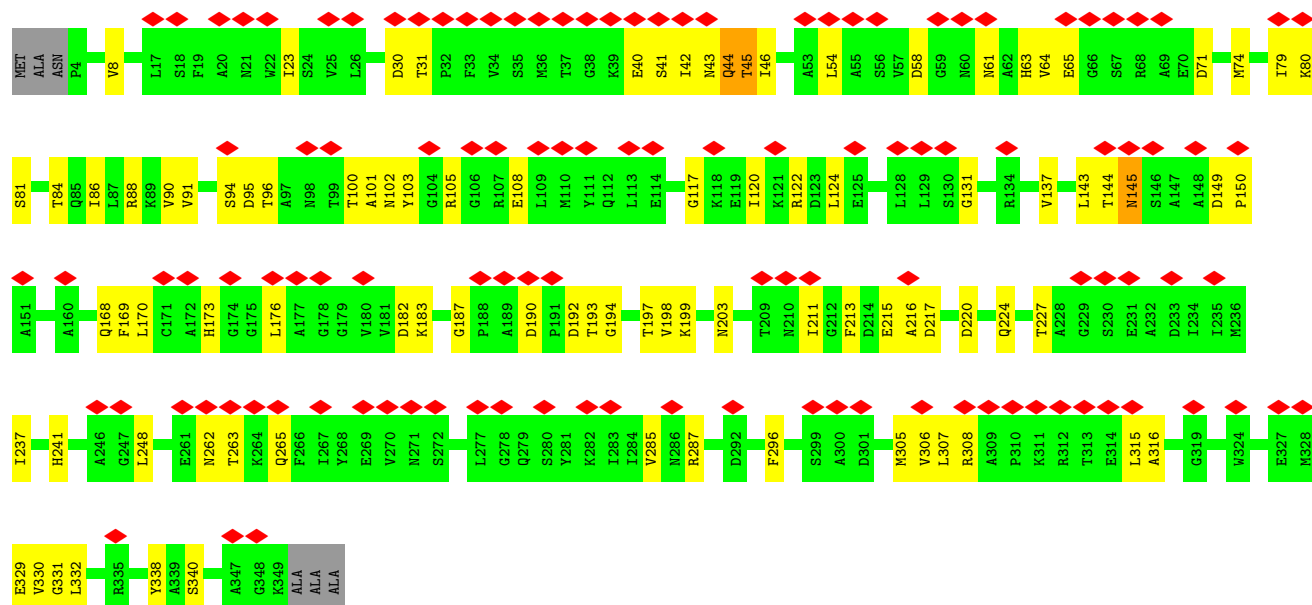 MET ALA ASN P4 V8 L17 S18 F19 A20 N21 W22 I23 S24 V25 L26 D30 T31 P32 F33 V34 S35 M36 T37 G38 K39 E40 S41 I42 N43 Q44 T45 I46 A53 L54 A55 S56 V57 D58 G59 N60 N61 A62 H63 V64 E65 G66 S67 R68 A69 E70 D71 M74 I79 K80
S81 T84 Q85 I86 L87 R88 K89 V90 V91 S94 D95 T96 A97 N98 T99 T100 A101 N102 Y103 G104 R105 G106 R107 E108 L109 M110 Y111 Q112 L113 E114 G117 K118 E119 I120 K121 R122 D123 L124 E125 L128 L129 S130 G131 R134 V137 L143 T144 N145 S146 A147 A148 D149 P150
A151 A160 Q168 F169 L170 C171 A172 H173 G174 G175 L176 A177 G178 G179 V180 V181 D182 K183 G187 P188 A189 D190 P191 D192 T193 G194 T197 V198 K199 N203 T209 N210 I211 G212 F213 D214 E215 A216 D217 D220 Q224 T227 A228 G229 S230 E231 A232 D233 I234 I235 M236
I237 H241 A246 G247 L248 E261 N262 T263 K264 Q265 F266 I267 Y268 E269 V270 N271 S272 L277 G278 Q279 S280 Y281 K282 I283 I284 V285 N286 R287 D292 F296 S299 A300 D301 M305 V306 L307 R308 A309 P310 K311 R312 T313 E314 L315 A316 G319 W324 E327 M328
E329 V330 G331 L332 R335 Y338 A339 S340 A347 G348 K349 ALA ALA ALA